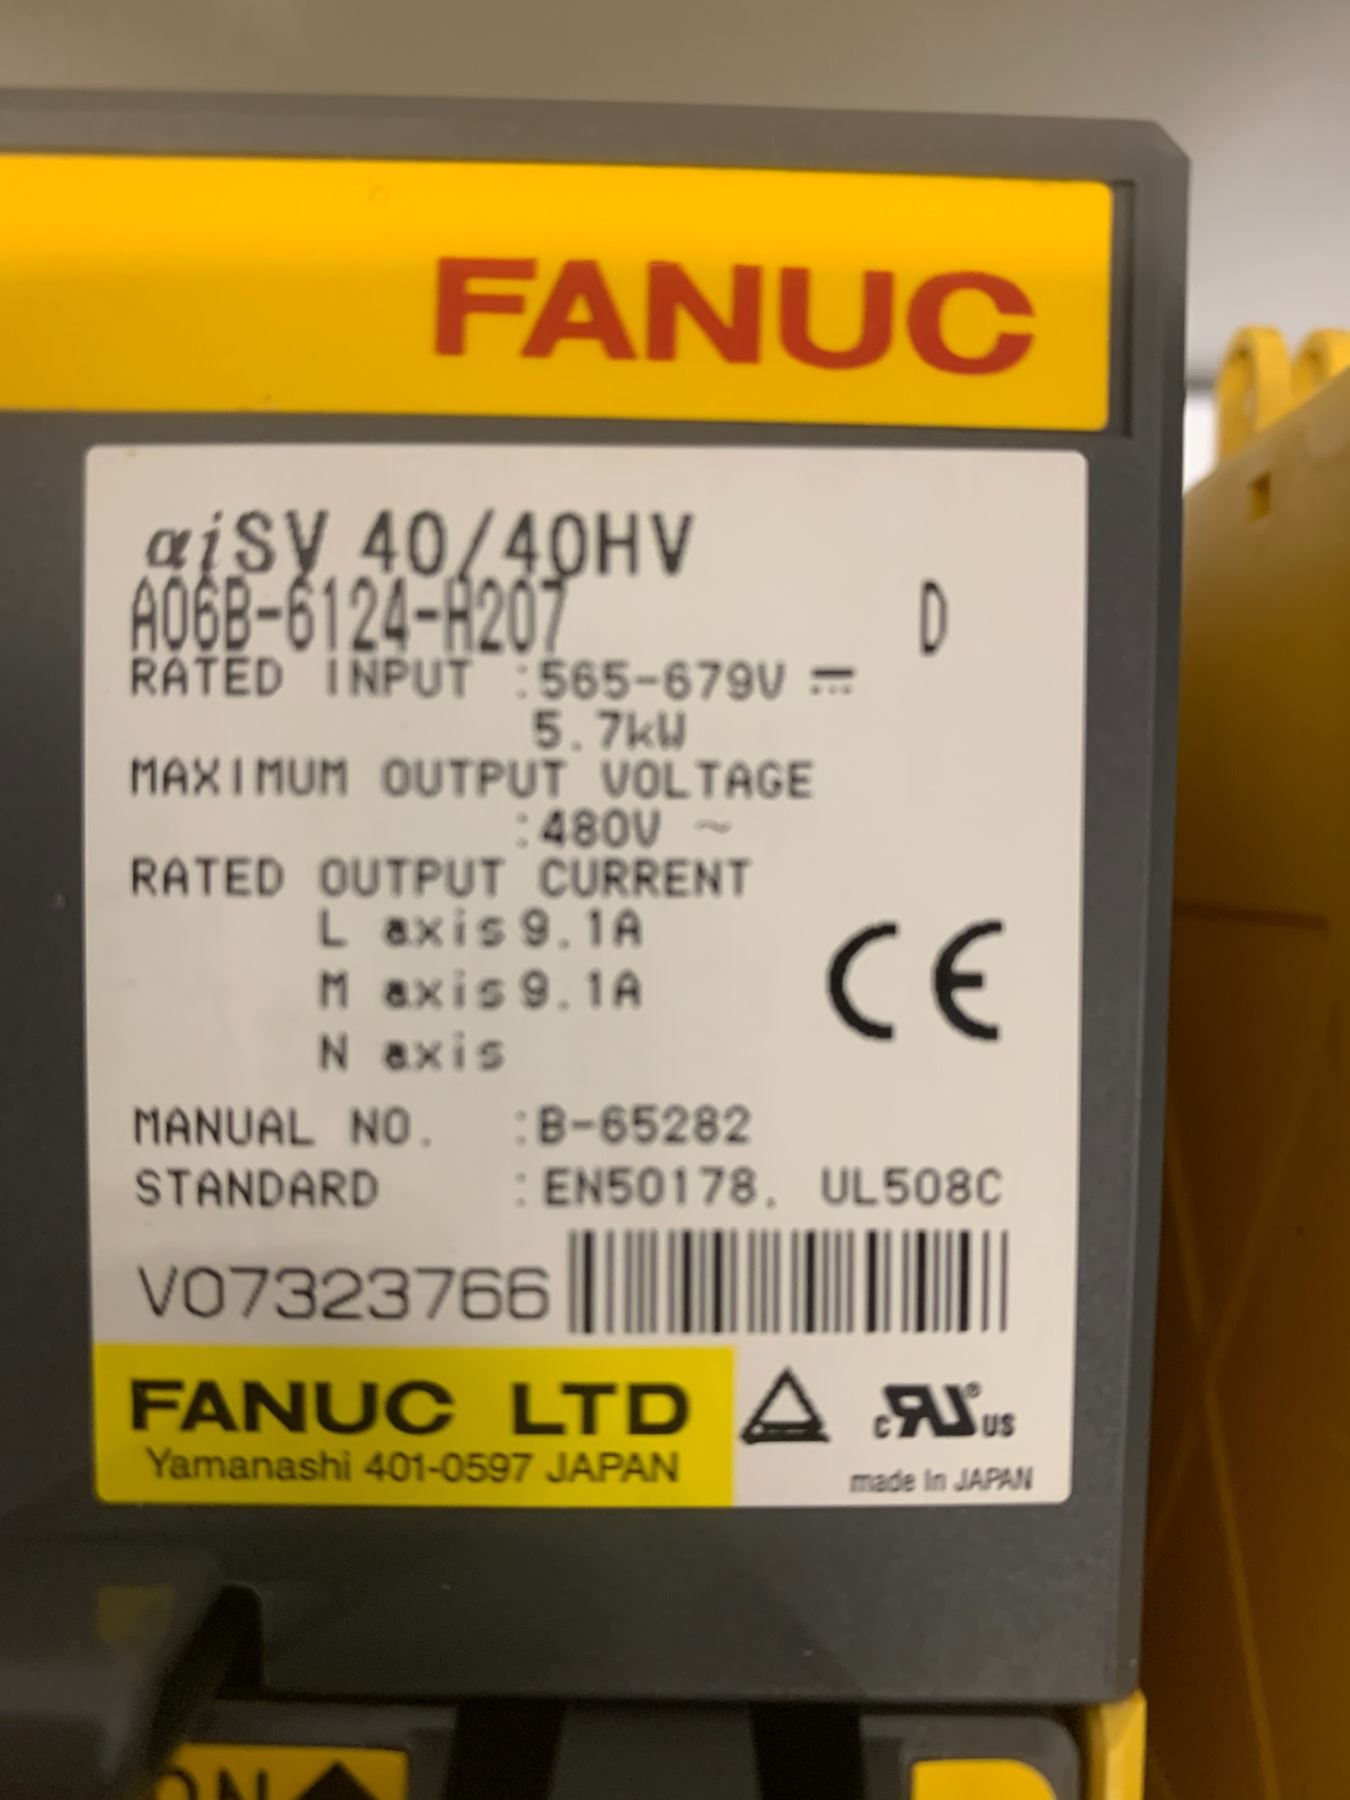 FANUC
αiSV 40/40HV
A06B-6124-H207 D
RATED INPUT :565-679V ⎓
5.7kW
MAXIMUM OUTPUT VOLTAGE
:480V ~
RATED OUTPUT CURRENT
L axis 9.1A
M axis 9.1A
N axis
CE
MANUAL NO. :B-65282
STANDARD :EN50178, UL508C
V07323766
FANUC LTD
Yamanashi 401-0597 JAPAN
c RU ® US
made in JAPAN
ON